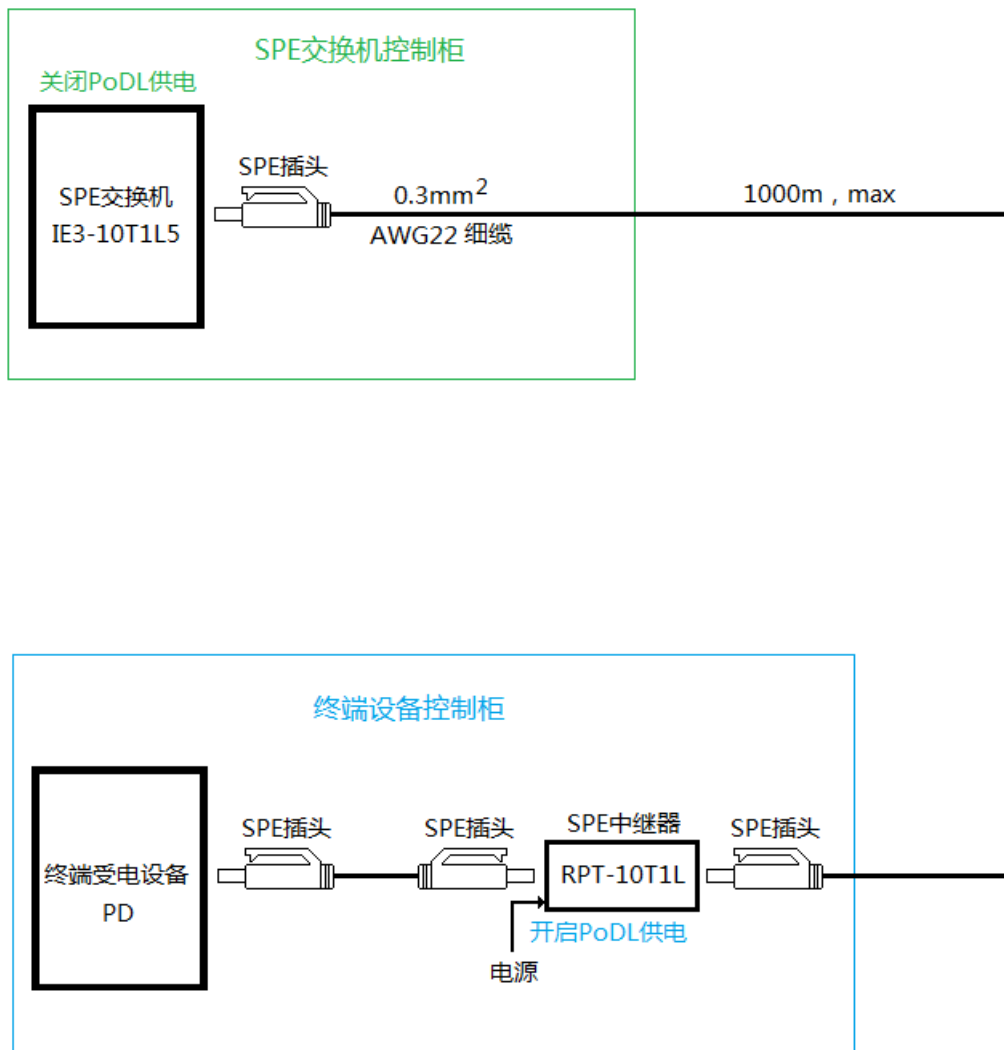 SPE交换机控制柜
关闭PoDL供电
SPE交换机
IE3-10T1L5
SPE插头
0.3mm²
AWG22 细缆
1000m，max
终端设备控制柜
终端受电设备
PD
SPE插头
SPE插头
SPE中继器
RPT-10T1L
SPE插头
开启PoDL供电
电源